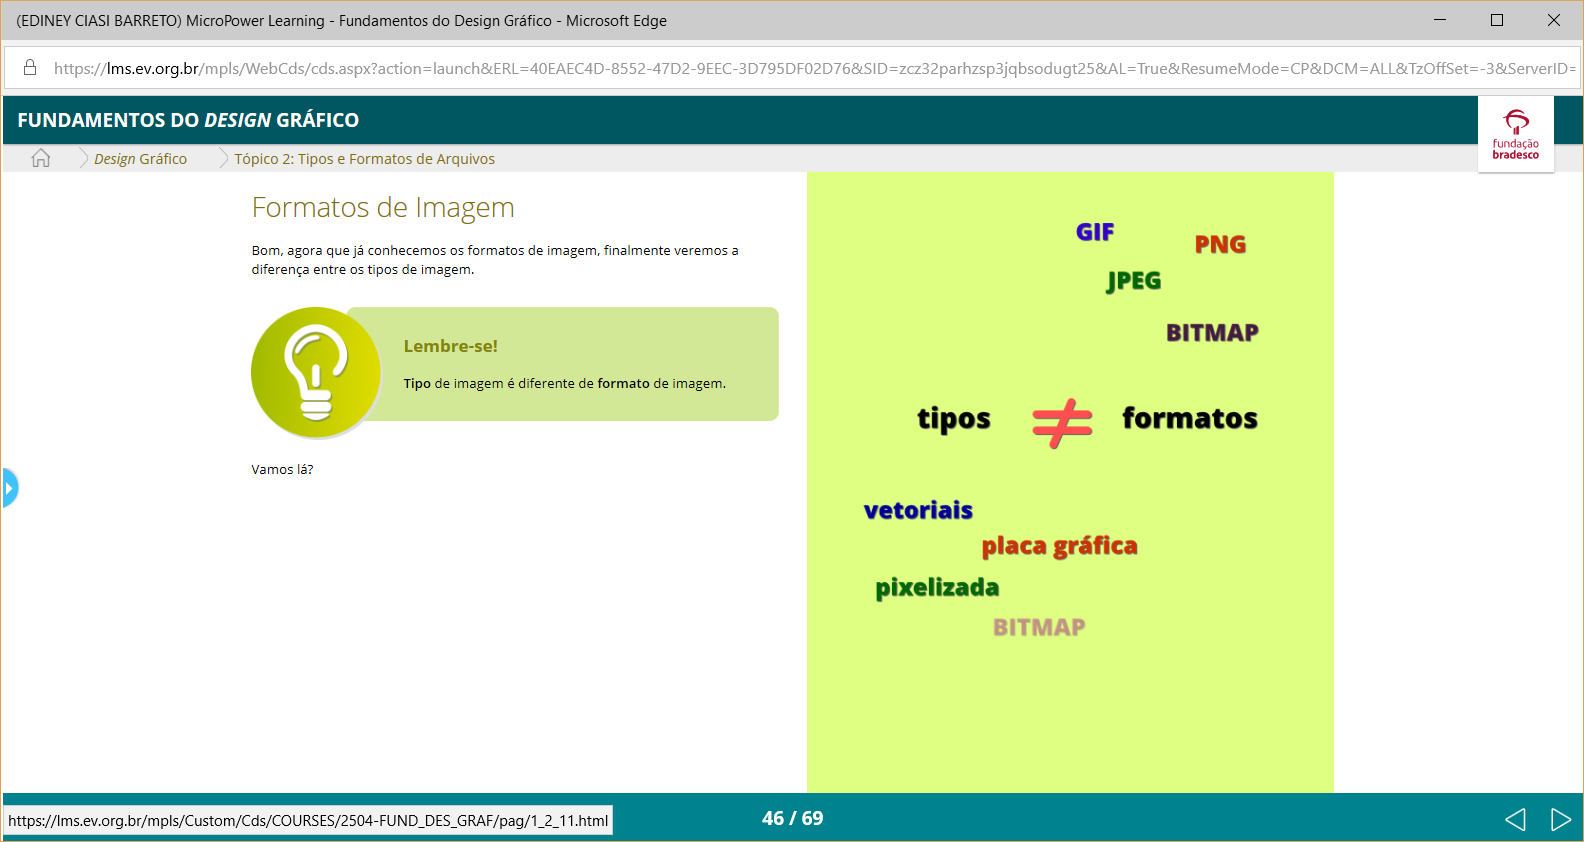 (EDINEY CIASI BARRETO) MicroPower Learning - Fundamentos do Design Gráfico - Microsoft Edge
https://lms.ev.org.br/mpls/WebCds/cds.aspx?action=launch&ERL=40EAEC4D-8552-47D2-9EEC-3D795DF02D76&SID=zcz32parhzsp3jqbsodugt25&AL=True&ResumeMode=CP&DCM=ALL&TzOffSet=-3&ServerID=
FUNDAMENTOS DO DESIGN GRÁFICO
fundação
bradesco
Design Gráfico
Tópico 2: Tipos e Formatos de Arquivos
Formatos de Imagem
Bom, agora que já conhecemos os formatos de imagem, finalmente veremos a
diferença entre os tipos de imagem.
Lembre-se!
Tipo de imagem é diferente de formato de imagem.
Vamos lá?
GIF
PNG
JPEG
BITMAP
tipos ≠ formatos
vetoriais
placa gráfica
pixelizada
BITMAP
https://lms.ev.org.br/mpls/Custom/Cds/COURSES/2504-FUND_DES_GRAF/pag/1_2_11.html
46 / 69